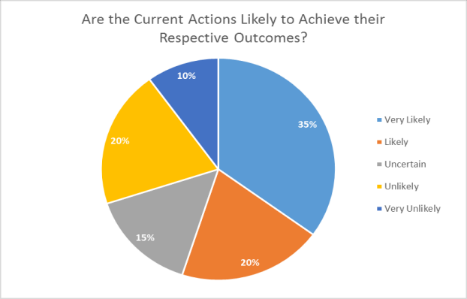 Are the Current Actions Likely to Achieve their
Respective Outcomes?
10%
35%
20%
15%
20%
Very Likely
Likely
Uncertain
Unlikely
Very Unlikely